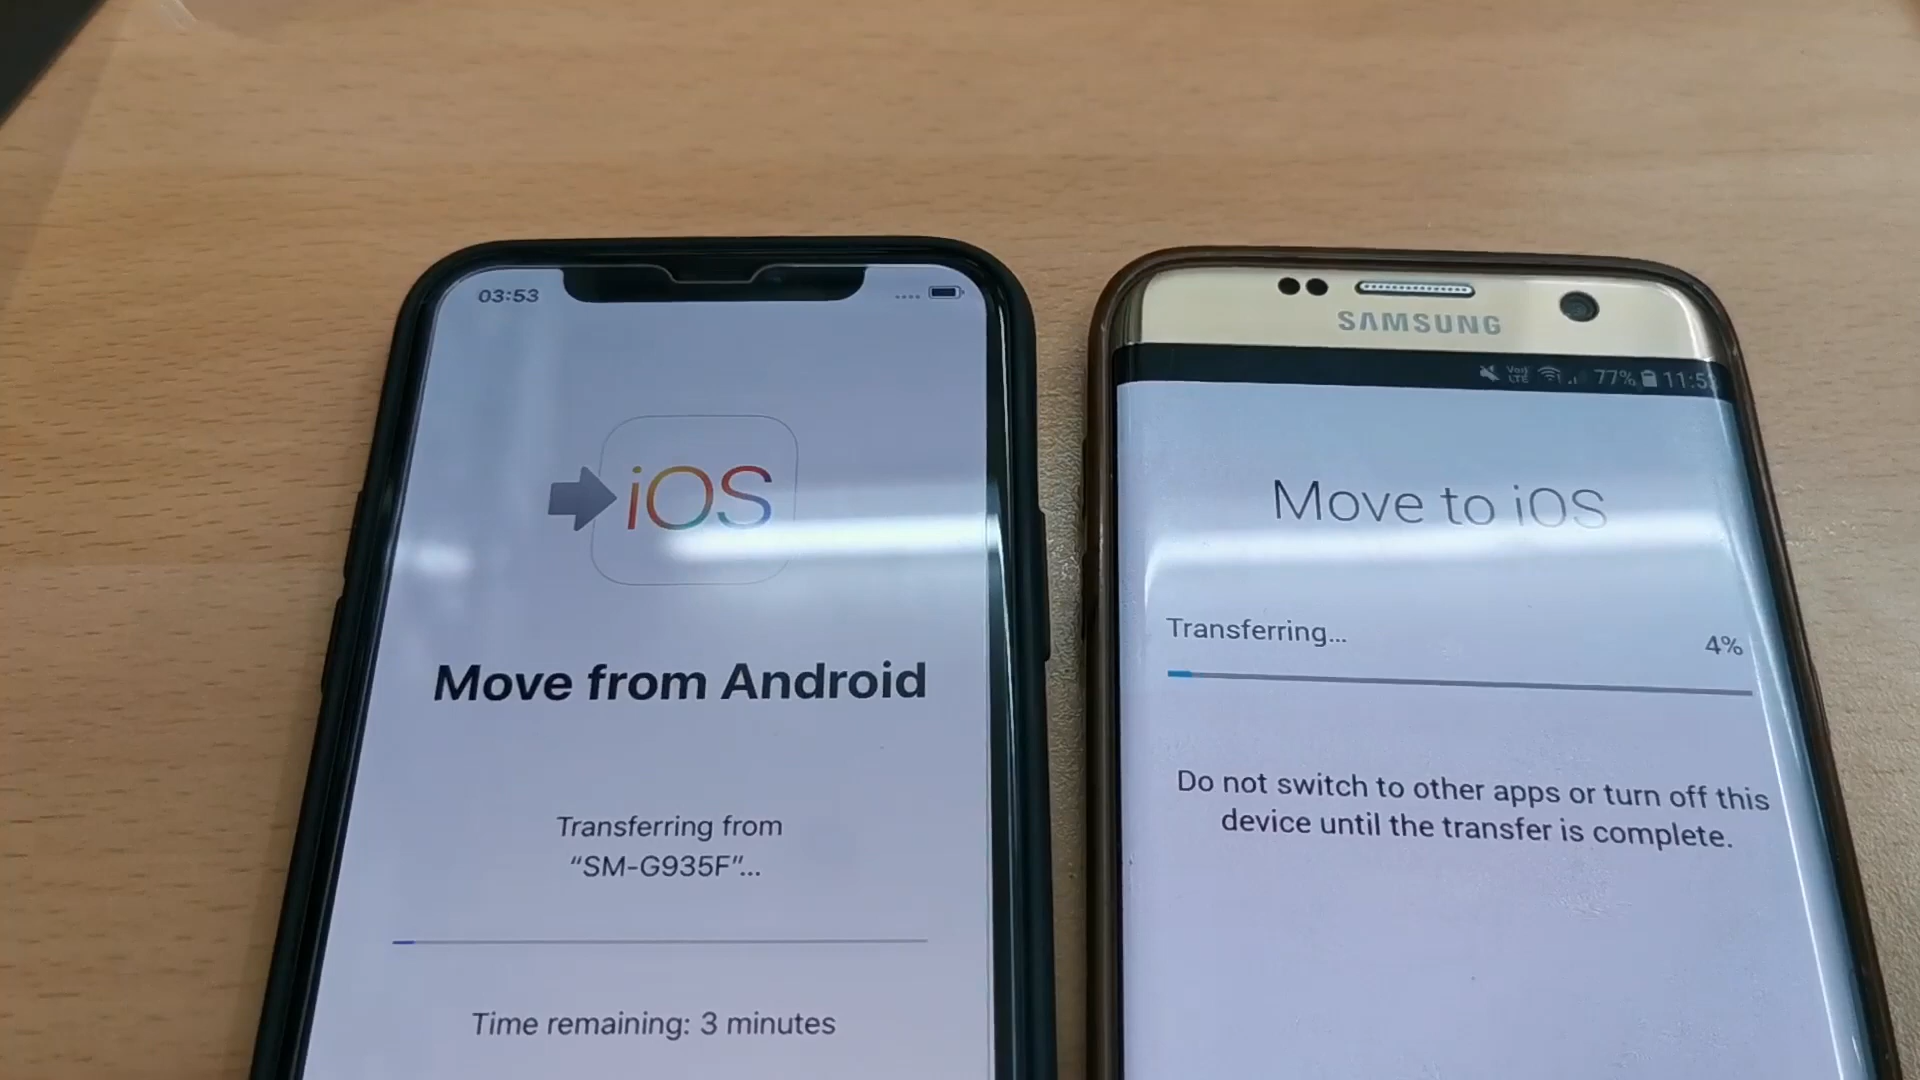 03:53
iOS
Move from Android
Transferring from
“SM-G935F”...
Time remaining: 3 minutes
SAMSUNG
77%
Move to iOS
Transferring...
4%
Do not switch to other apps or turn off this
device until the transfer is complete.